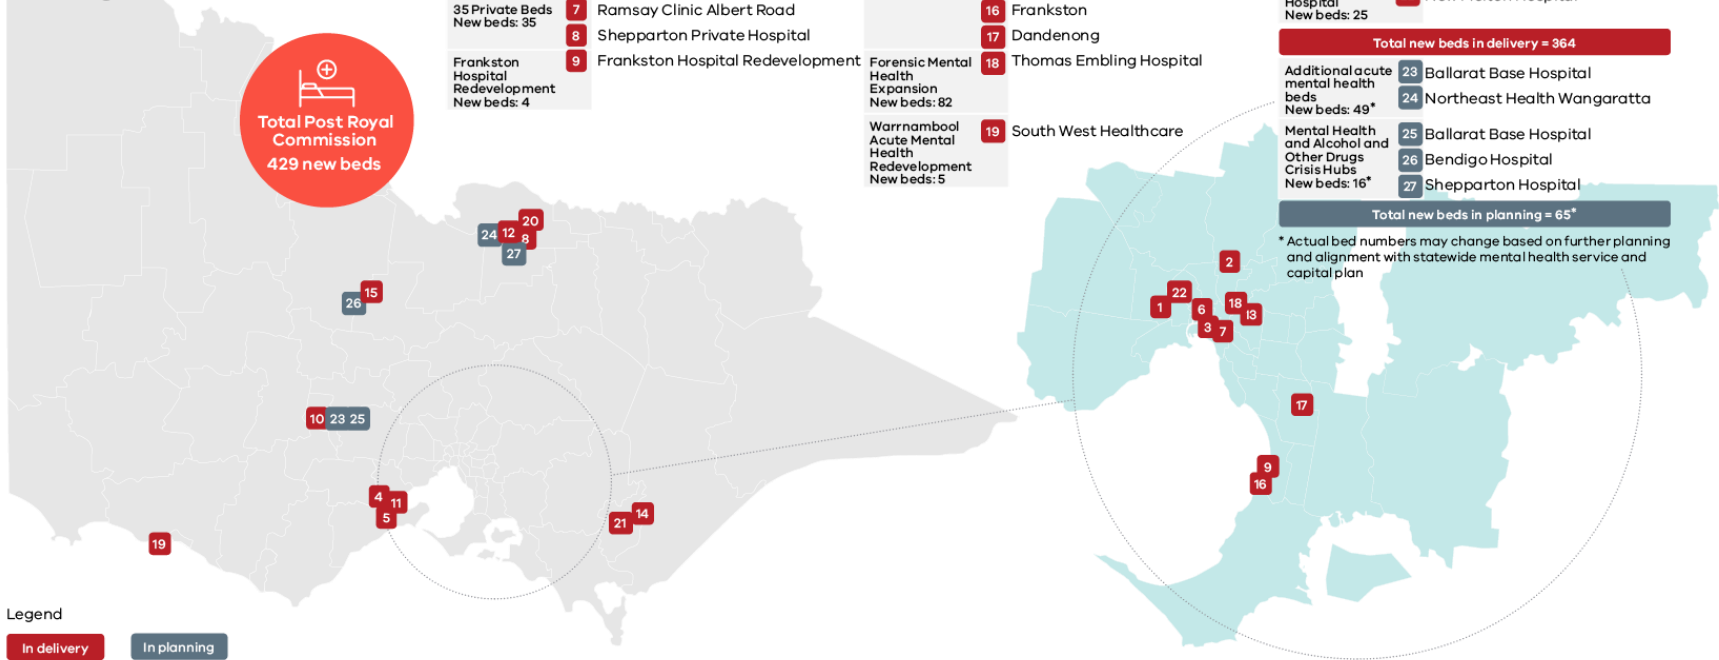 35 Private Beds
New beds: 35
7 Ramsay Clinic Albert Road
8 Shepparton Private Hospital
Frankston
Hospital
Redevelopment
New beds: 4
9 Frankston Hospital Redevelopment
16 Frankston
17 Dandenong
Forensic Mental
Health
Expansion
New beds: 82
18 Thomas Embling Hospital
Warrnambool
Acute Mental
Health
Redevelopment
New beds: 5
19 South West Healthcare
Hospital
New beds: 25
Total new beds in delivery = 364
Additional acute
mental health
beds
New beds: 49*
23 Ballarat Base Hospital
24 Northeast Health Wangaratta
Mental Health
and Alcohol and
Other Drugs
Crisis Hubs
New beds: 16*
25 Ballarat Base Hospital
26 Bendigo Hospital
27 Shepparton Hospital
Total new beds in planning = 65*
* Actual bed numbers may change based on further planning
and alignment with statewide mental health service and
capital plan
Total Post Royal
Commission
429 new beds
20
24 12 8
27
15
26
10 23 25
4 11
5
14
21
19
2
22
1 6 18 13
3 7
17
9
16
Legend
In delivery
In planning